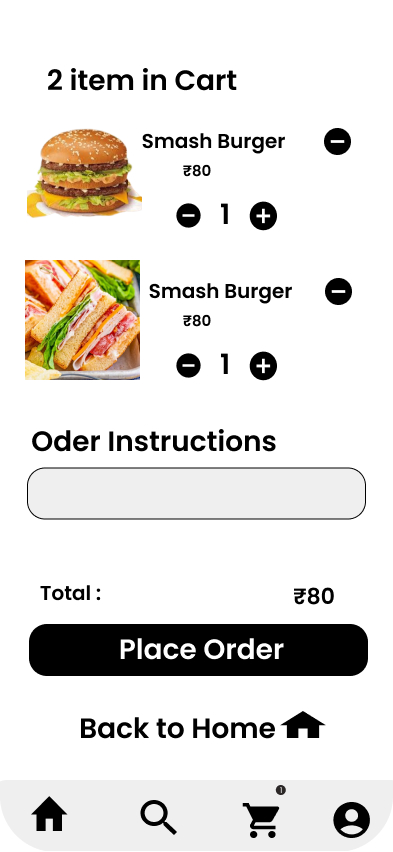 2 item in Cart
Smash Burger
₹80
1
Smash Burger
₹80
1
Oder Instructions
Total :
₹80
Place Order
Back to Home
1